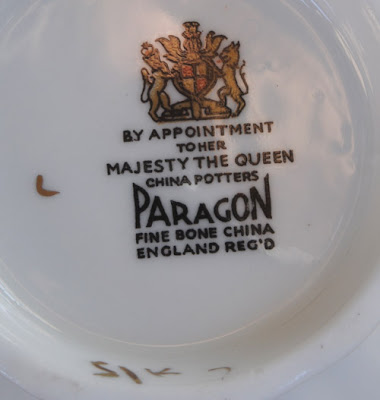 BY APPOINTMENT
TO HER
MAJESTY THE QUEEN
CHINA POTTERS
PARAGON
FINE BONE CHINA
ENGLAND REG'D